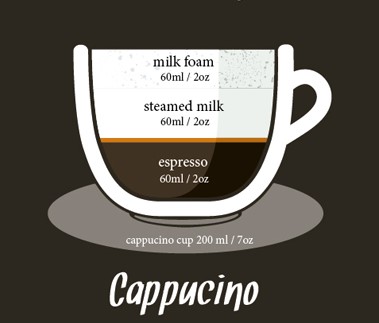 milk foam
60ml / 2oz
steamed milk
60ml / 2oz
espresso
60ml / 2oz
cappucino cup 200 ml / 7oz
Cappucino